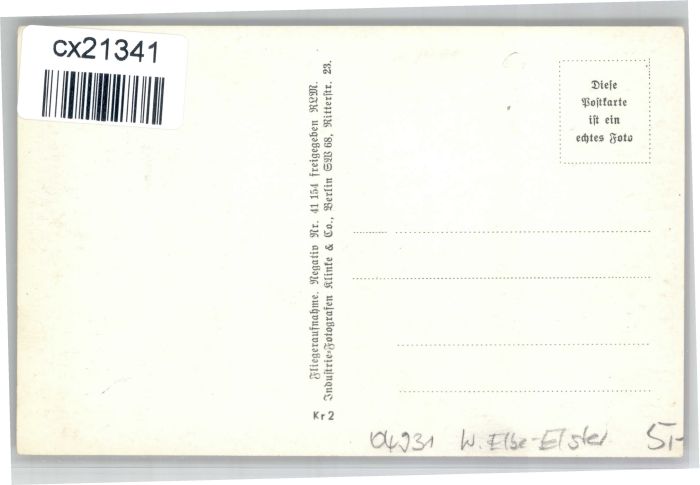 cx21341
Diese
Postkarte
ist ein
echtes Foto
Fliegeraufnahme. Negativ Nr. 41 154 freigegeben RLM.
Industrie-Fotografen Klinke & Co., Berlin SW 68, Ritterstr. 23.
Kr 2
04931 W. Elbe-Elster 5,-